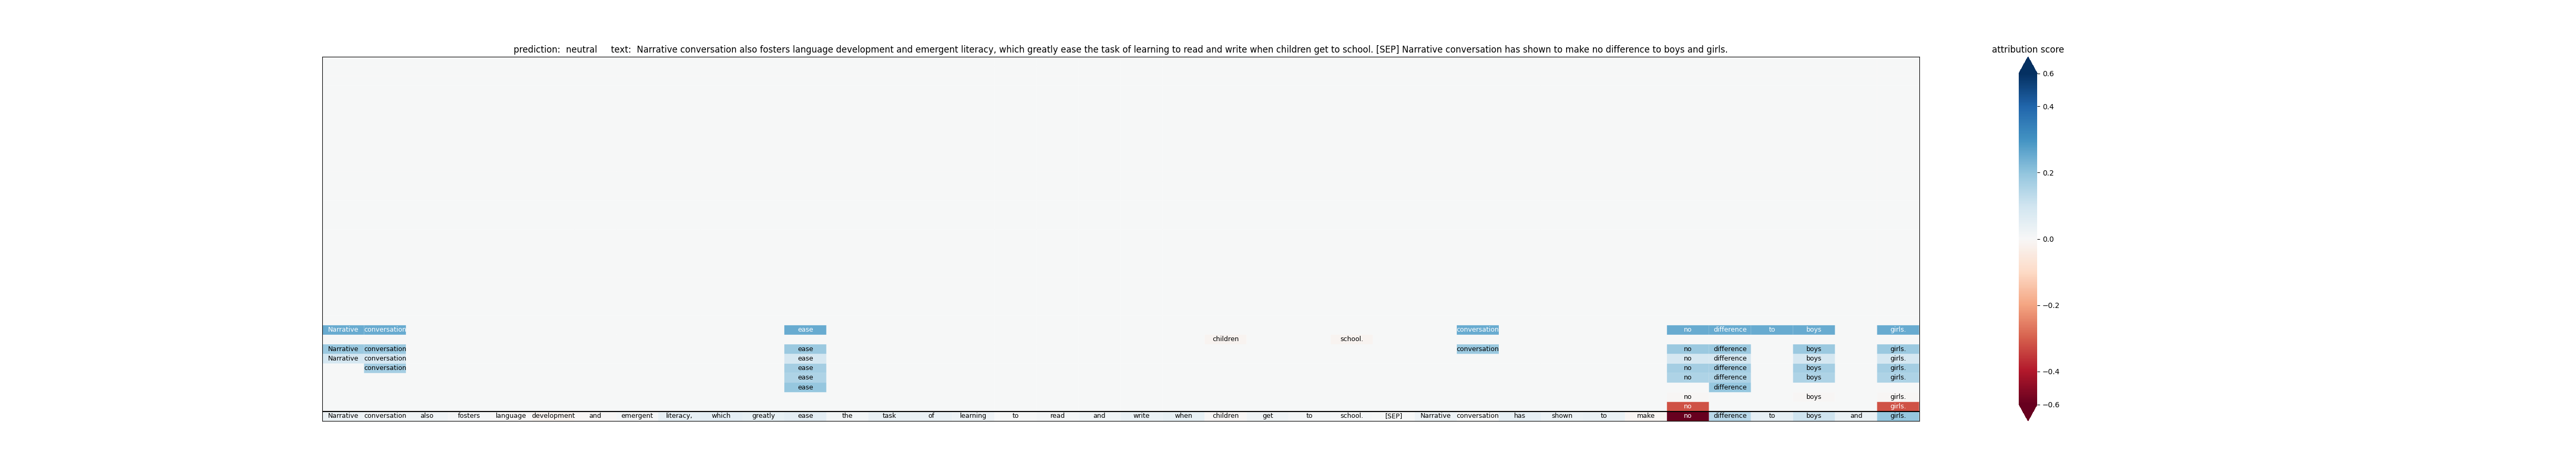 prediction: neutral text: Narrative conversation also fosters language development and emergent literacy, which greatly ease the task of learning to read and write when children get to school. [SEP] Narrative conversation has shown to make no difference to boys and girls.
attribution score
0.6
0.4
0.2
0.0
−0.2
−0.4
−0.6
Narrative conversation ease conversation no difference to boys girls.
children school.
Narrative conversation ease conversation no difference boys girls.
Narrative conversation ease no difference boys girls.
conversation ease no difference boys girls.
ease no difference boys girls.
ease difference
no boys girls.
no girls.
Narrative conversation also fosters language development and emergent literacy, which greatly ease the task of learning to read and write when children get to school. [SEP] Narrative conversation has shown to make no difference to boys and girls.